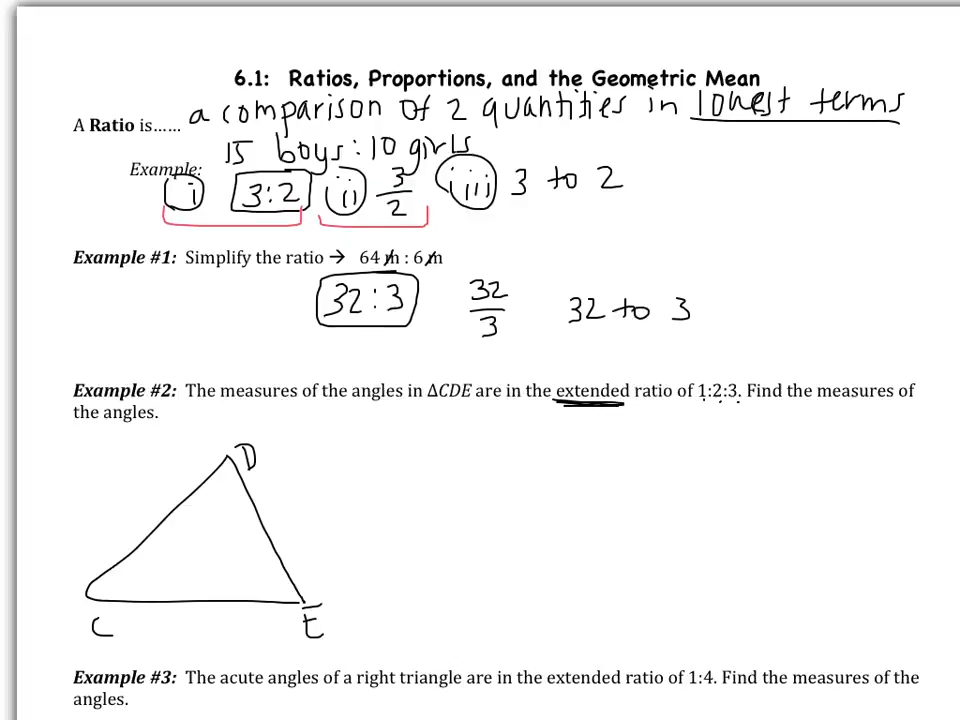 6.1: Ratios, Proportions, and the Geometric Mean
A Ratio is...... a comparison of 2 quantities in lowest terms
15 boys : 10 girls
Example:
i 3:2 ii 3/2 iii 3 to 2
Example #1: Simplify the ratio → 64 m : 6 m
32 : 3 32/3 32 to 3
Example #2: The measures of the angles in ΔCDE are in the extended ratio of 1:2:3. Find the measures of
the angles.
D
C E
Example #3: The acute angles of a right triangle are in the extended ratio of 1:4. Find the measures of the
angles.